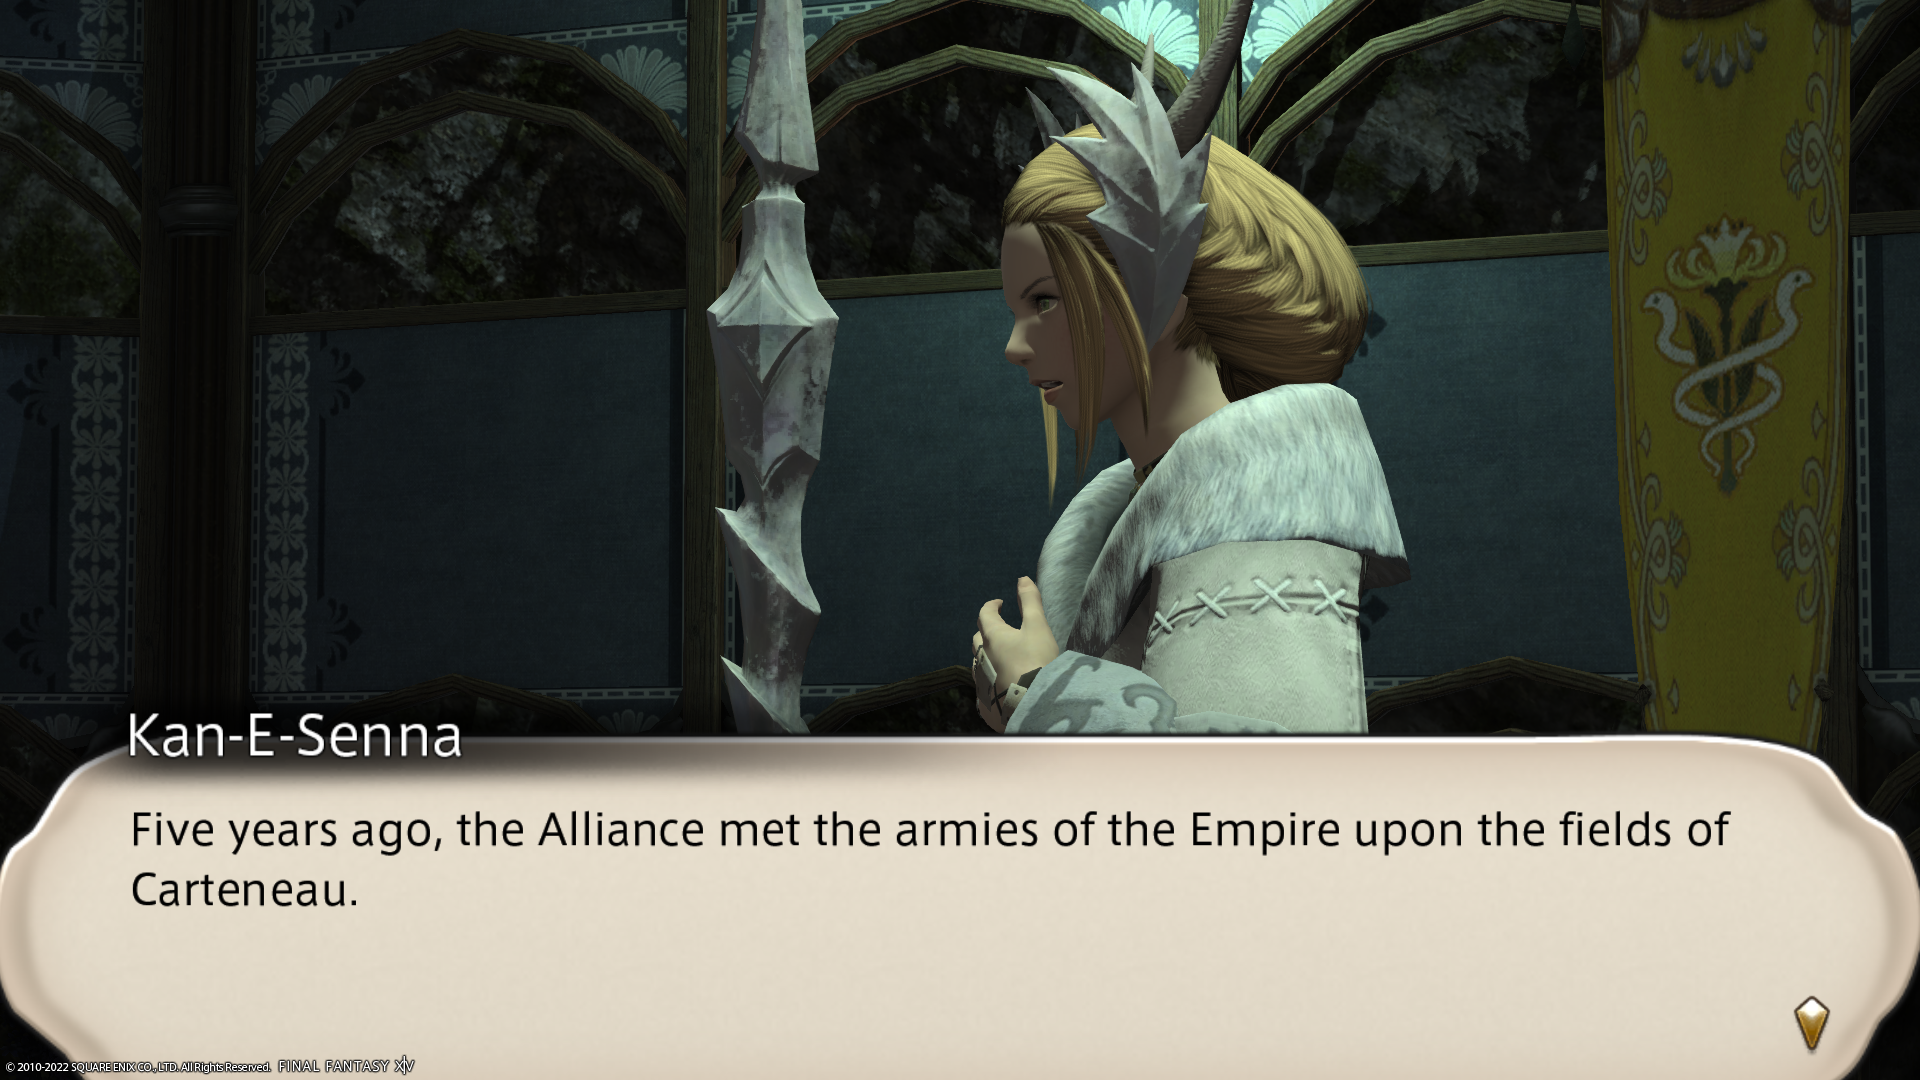 Kan-E-Senna
Five years ago, the Alliance met the armies of the Empire upon the fields of
Carteneau.
© 2010-2022 SQUARE ENIX CO., LTD. All Rights Reserved. FINAL FANTASY XIV